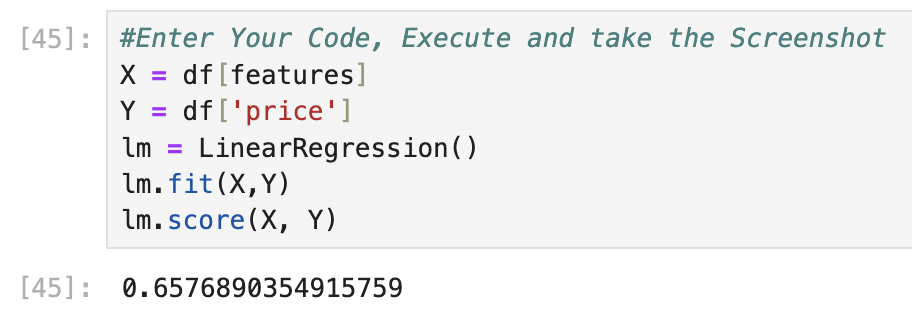 [45]: #Enter Your Code, Execute and take the Screenshot
X = df[features]
Y = df['price']
lm = LinearRegression()
lm.fit(X,Y)
lm.score(X, Y)
[45]: 0.6576890354915759